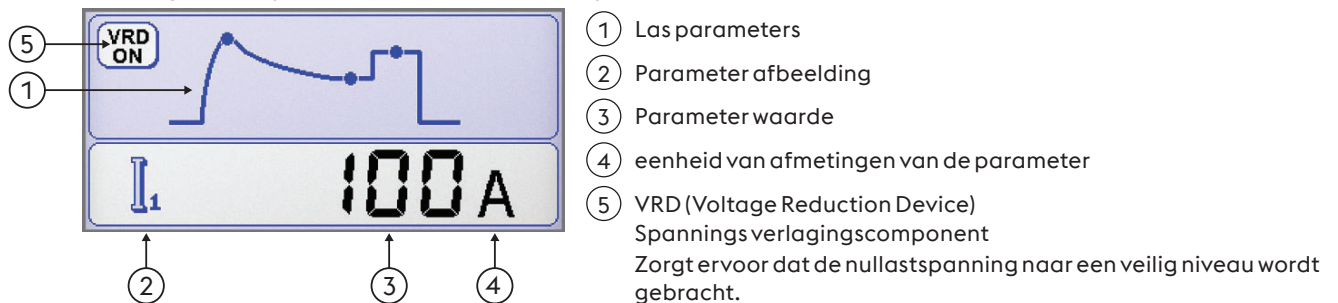 VRD
ON
5
1
I1
100 A
2
3
4
1 Las parameters
2 Parameter afbeelding
3 Parameter waarde
4 eenheid van afmetingen van de parameter
5 VRD (Voltage Reduction Device)
Spannings verlagingscomponent
Zorgt ervoor dat de nullastspanning naar een veilig niveau wordt
gebracht.